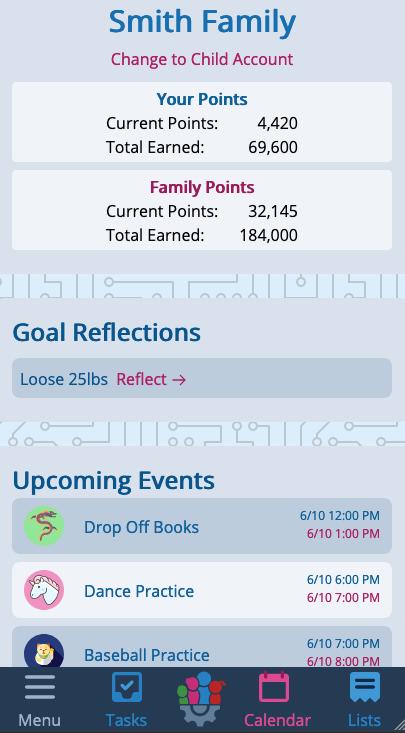 Smith Family
Change to Child Account
Your Points
Current Points: 4,420
Total Earned: 69,600
Family Points
Current Points: 32,145
Total Earned: 184,000
Goal Reflections
Loose 25lbs Reflect →
Upcoming Events
Drop Off Books 6/10 12:00 PM
6/10 1:00 PM
Dance Practice 6/10 6:00 PM
6/10 7:00 PM
Baseball Practice 6/10 7:00 PM
6/10 8:00 PM
Menu Tasks Calendar Lists